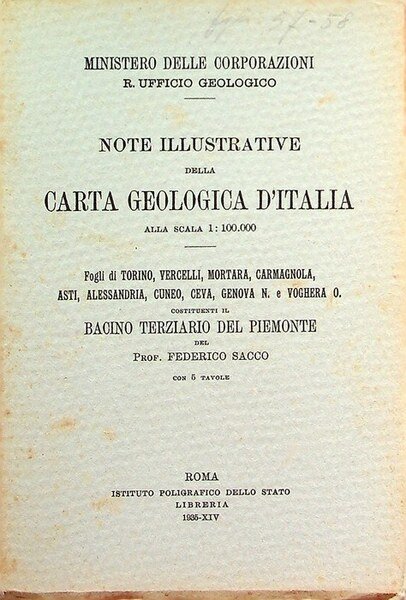 57-58
MINISTERO DELLE CORPORAZIONI
R. UFFICIO GEOLOGICO
NOTE ILLUSTRATIVE
DELLA
CARTA GEOLOGICA D'ITALIA
ALLA SCALA 1:100.000
Fogli di TORINO, VERCELLI, MORTARA, CARMAGNOLA,
ASTI, ALESSANDRIA, CUNEO, CEVA, GENOVA N. e VOGHERA O.
COSTITUENTI IL
BACINO TERZIARIO DEL PIEMONTE
DEL
PROF. FEDERICO SACCO
CON 5 TAVOLE
ROMA
ISTITUTO POLIGRAFICO DELLO STATO
LIBRERIA
1935-XIV